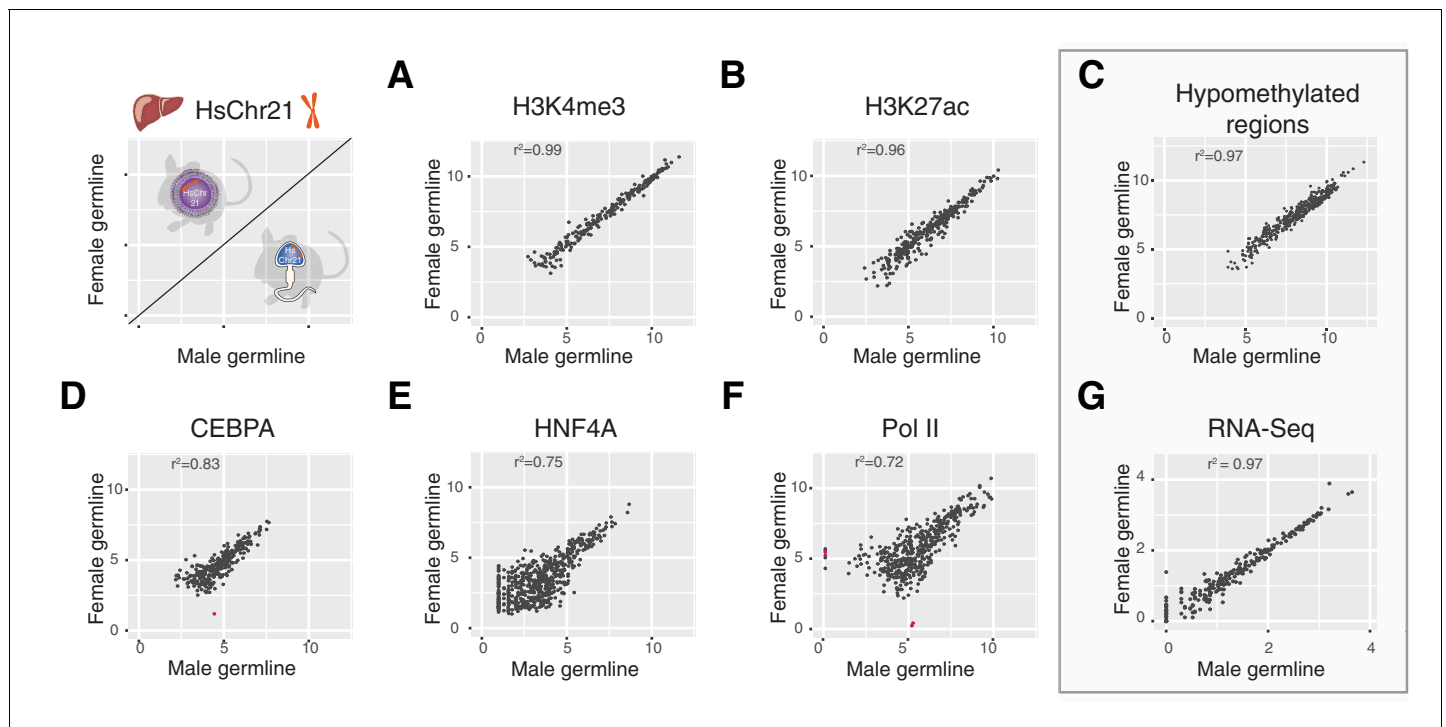 HsChr21
Female germline
HsChr
21
Hs
Chr21
Male germline
A
H3K4me3
r²=0.99
Female germline
10
5
0
0 5 10
Male germline
B
H3K27ac
r²=0.96
Female germline
10
5
0
0 5 10
Male germline
C
Hypomethylated
regions
r²=0.97
Female germline
10
5
0
0 5 10
Male germline
D
CEBPA
r²=0.83
Female germline
10
5
0
0 5 10
Male germline
E
HNF4A
r²=0.75
Female germline
10
5
0
0 5 10
Male germline
F
Pol II
r²=0.72
Female germline
10
5
0
0 5 10
Male germline
G
RNA-Seq
r² = 0.97
Female germline
4
2
0
0 2 4
Male germline